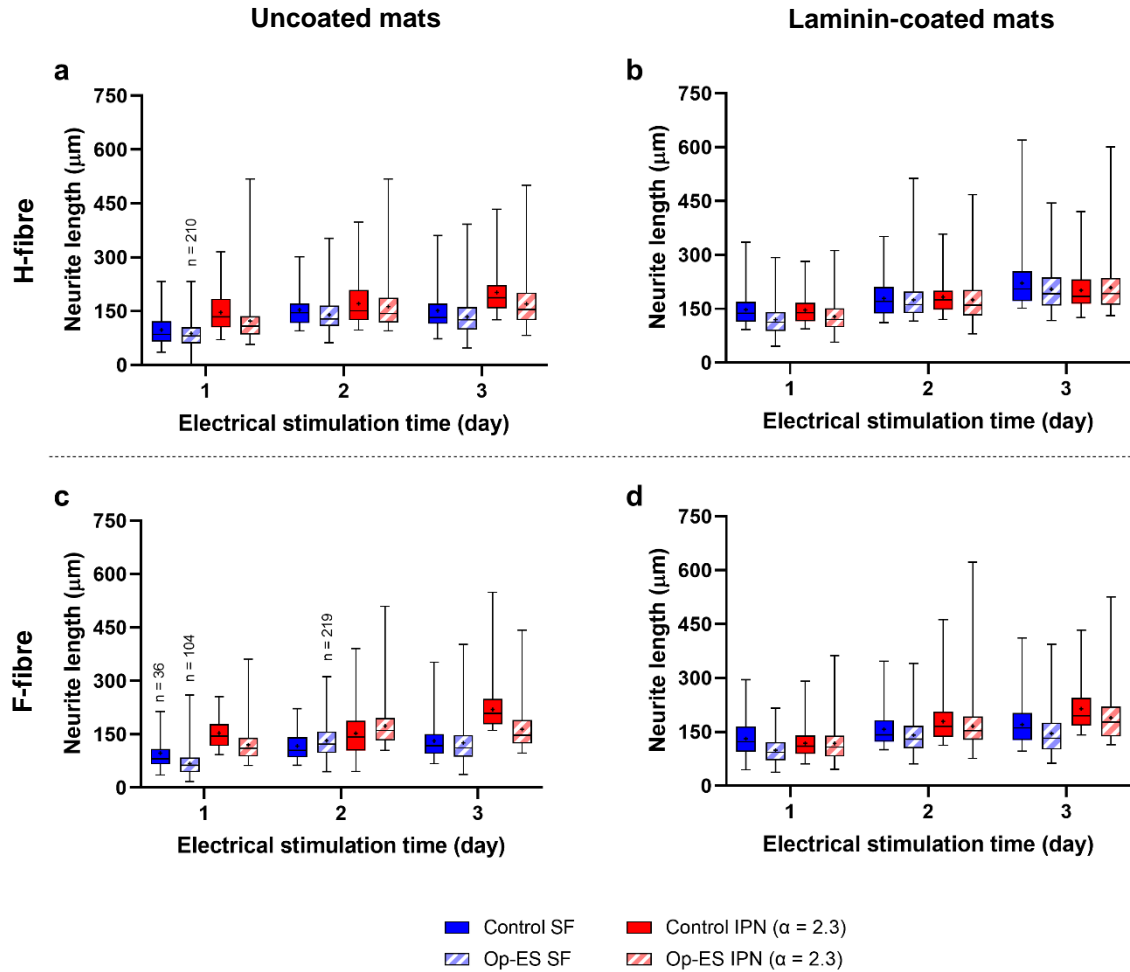 Uncoated mats
Laminin-coated mats
H-fibre
a
Neurite length (μm)
750
600
450
300
150
0
n = 210
1 2 3
Electrical stimulation time (day)
b
Neurite length (μm)
750
600
450
300
150
0
1 2 3
Electrical stimulation time (day)
F-fibre
c
Neurite length (μm)
750
600
450
300
150
0
n = 36
n = 104
n = 219
1 2 3
Electrical stimulation time (day)
d
Neurite length (μm)
750
600
450
300
150
0
1 2 3
Electrical stimulation time (day)
Control SF
Control IPN (α = 2.3)
Op-ES SF
Op-ES IPN (α = 2.3)